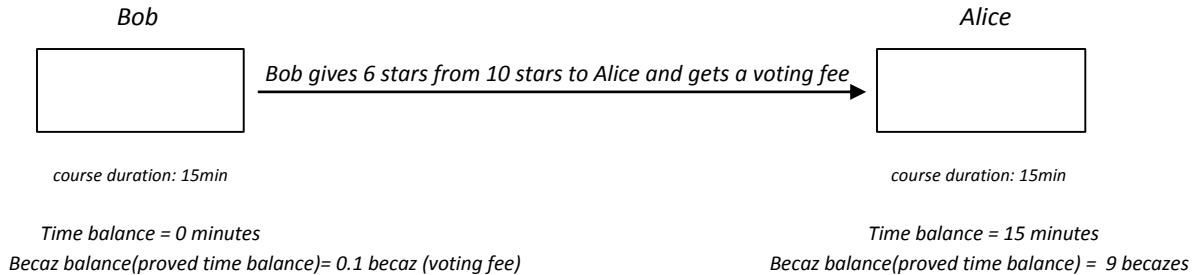 Bob
Alice
Bob gives 6 stars from 10 stars to Alice and gets a voting fee
course duration: 15min
course duration: 15min
Time balance = 0 minutes
Time balance = 15 minutes
Becaz balance(proved time balance)= 0.1 becaz (voting fee)
Becaz balance(proved time balance) = 9 becazes